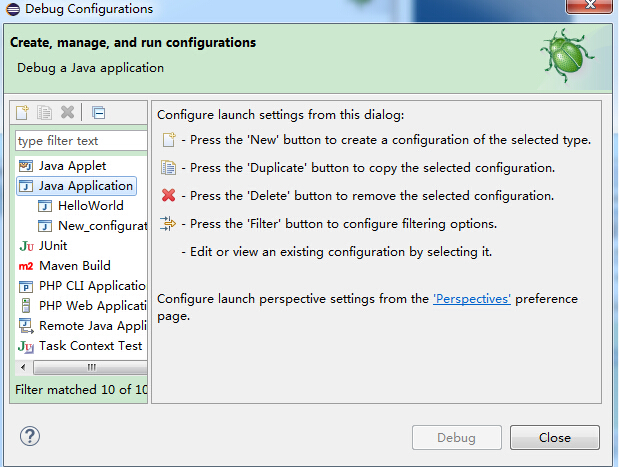 Debug Configurations
Create, manage, and run configurations
Debug a Java application
type filter text
Java Applet
Java Application
HelloWorld
New_configurat
JUnit
Maven Build
PHP CLI Applicatio
PHP Web Applicati
Remote Java Appli
Task Context Test
Filter matched 10 of 10
Configure launch settings from this dialog:
- Press the 'New' button to create a configuration of the selected type.
- Press the 'Duplicate' button to copy the selected configuration.
- Press the 'Delete' button to remove the selected configuration.
- Press the 'Filter' button to configure filtering options.
- Edit or view an existing configuration by selecting it.
Configure launch perspective settings from the 'Perspectives' preference
page.
Debug
Close